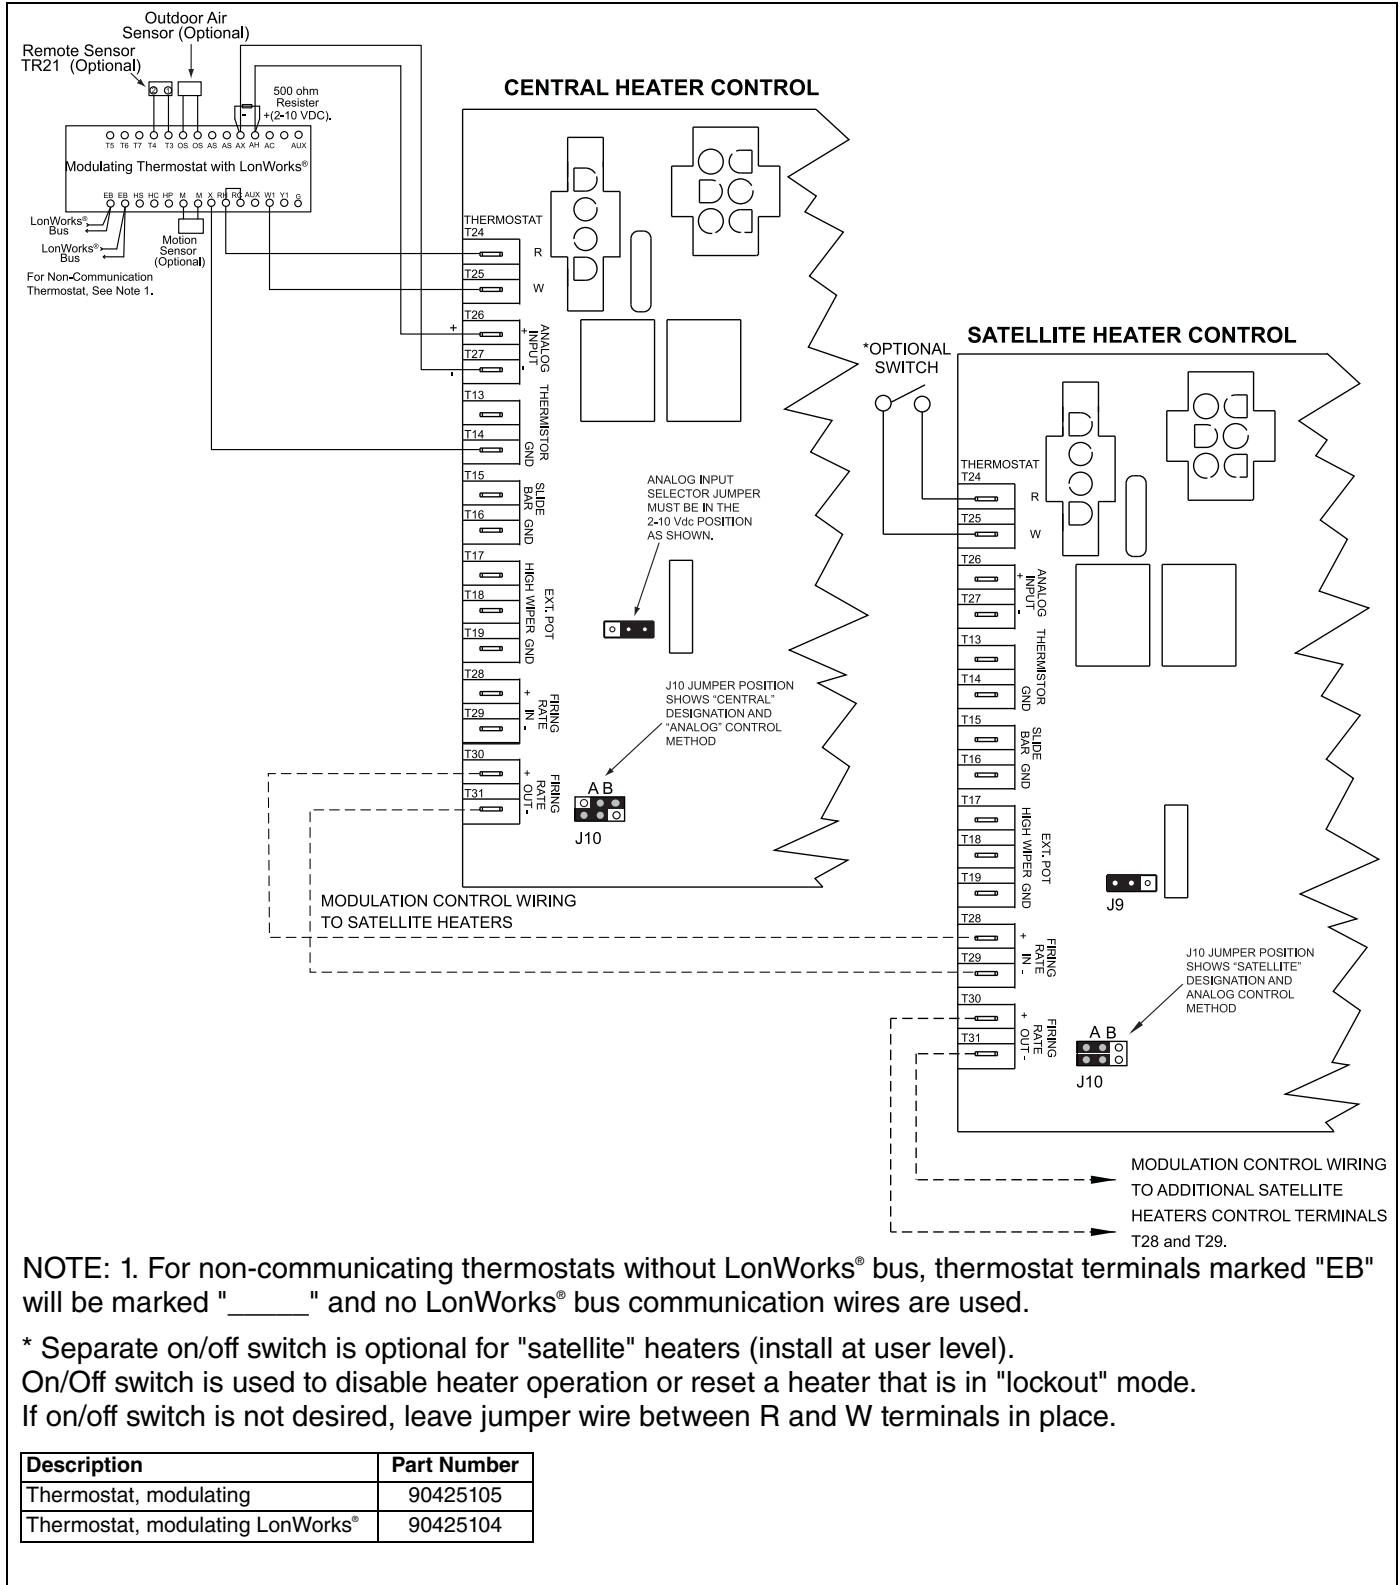 Outdoor Air
Sensor (Optional)
Remote Sensor
TR21 (Optional)
500 ohm
Resister
- +(2-10 VDC).
T5 T6 T7 T4 T3 OS OS AS AS AX AH AC AUX
Modulating Thermostat with LonWorks®
EB EB HS HC HP M M X RH RC AUX W1 Y1 G
LonWorks®
Bus
LonWorks®
Bus
Motion
Sensor
(Optional)
For Non-Communication
Thermostat, See Note 1.
CENTRAL HEATER CONTROL
THERMOSTAT
T24
R
T25
W
T26
+
T27
-
+ -
ANALOG
INPUT
T13
T14
THERMISTOR
GND
T15
T16
SLIDE
BAR GND
T17
T18
T19
HIGH WIPER GND
EXT. POT
T28
T29
+ IN -
FIRING
RATE
T30
T31
+ OUT -
FIRING
RATE
ANALOG INPUT
SELECTOR JUMPER
MUST BE IN THE
2-10 Vdc POSITION
AS SHOWN.
J10 JUMPER POSITION
SHOWS “CENTRAL”
DESIGNATION AND
“ANALOG” CONTROL
METHOD
A B
J10
MODULATION CONTROL WIRING
TO SATELLITE HEATERS
SATELLITE HEATER CONTROL
*OPTIONAL
SWITCH
THERMOSTAT
T24
R
T25
W
T26
T27
+ -
ANALOG
INPUT
T13
T14
THERMISTOR
GND
T15
T16
SLIDE
BAR GND
T17
T18
T19
HIGH WIPER GND
EXT. POT
J9
T28
T29
+ IN -
FIRING
RATE
T30
T31
+ OUT -
FIRING
RATE
J10 JUMPER POSITION
SHOWS “SATELLITE”
DESIGNATION AND
ANALOG CONTROL
METHOD
A B
J10
MODULATION CONTROL WIRING
TO ADDITIONAL SATELLITE
HEATERS CONTROL TERMINALS
T28 and T29.
NOTE: 1. For non-communicating thermostats without LonWorks® bus, thermostat terminals marked "EB"
will be marked "_____" and no LonWorks® bus communication wires are used.
* Separate on/off switch is optional for "satellite" heaters (install at user level).
On/Off switch is used to disable heater operation or reset a heater that is in "lockout" mode.
If on/off switch is not desired, leave jumper wire between R and W terminals in place.
Description Part Number
Thermostat, modulating 90425105
Thermostat, modulating LonWorks® 90425104